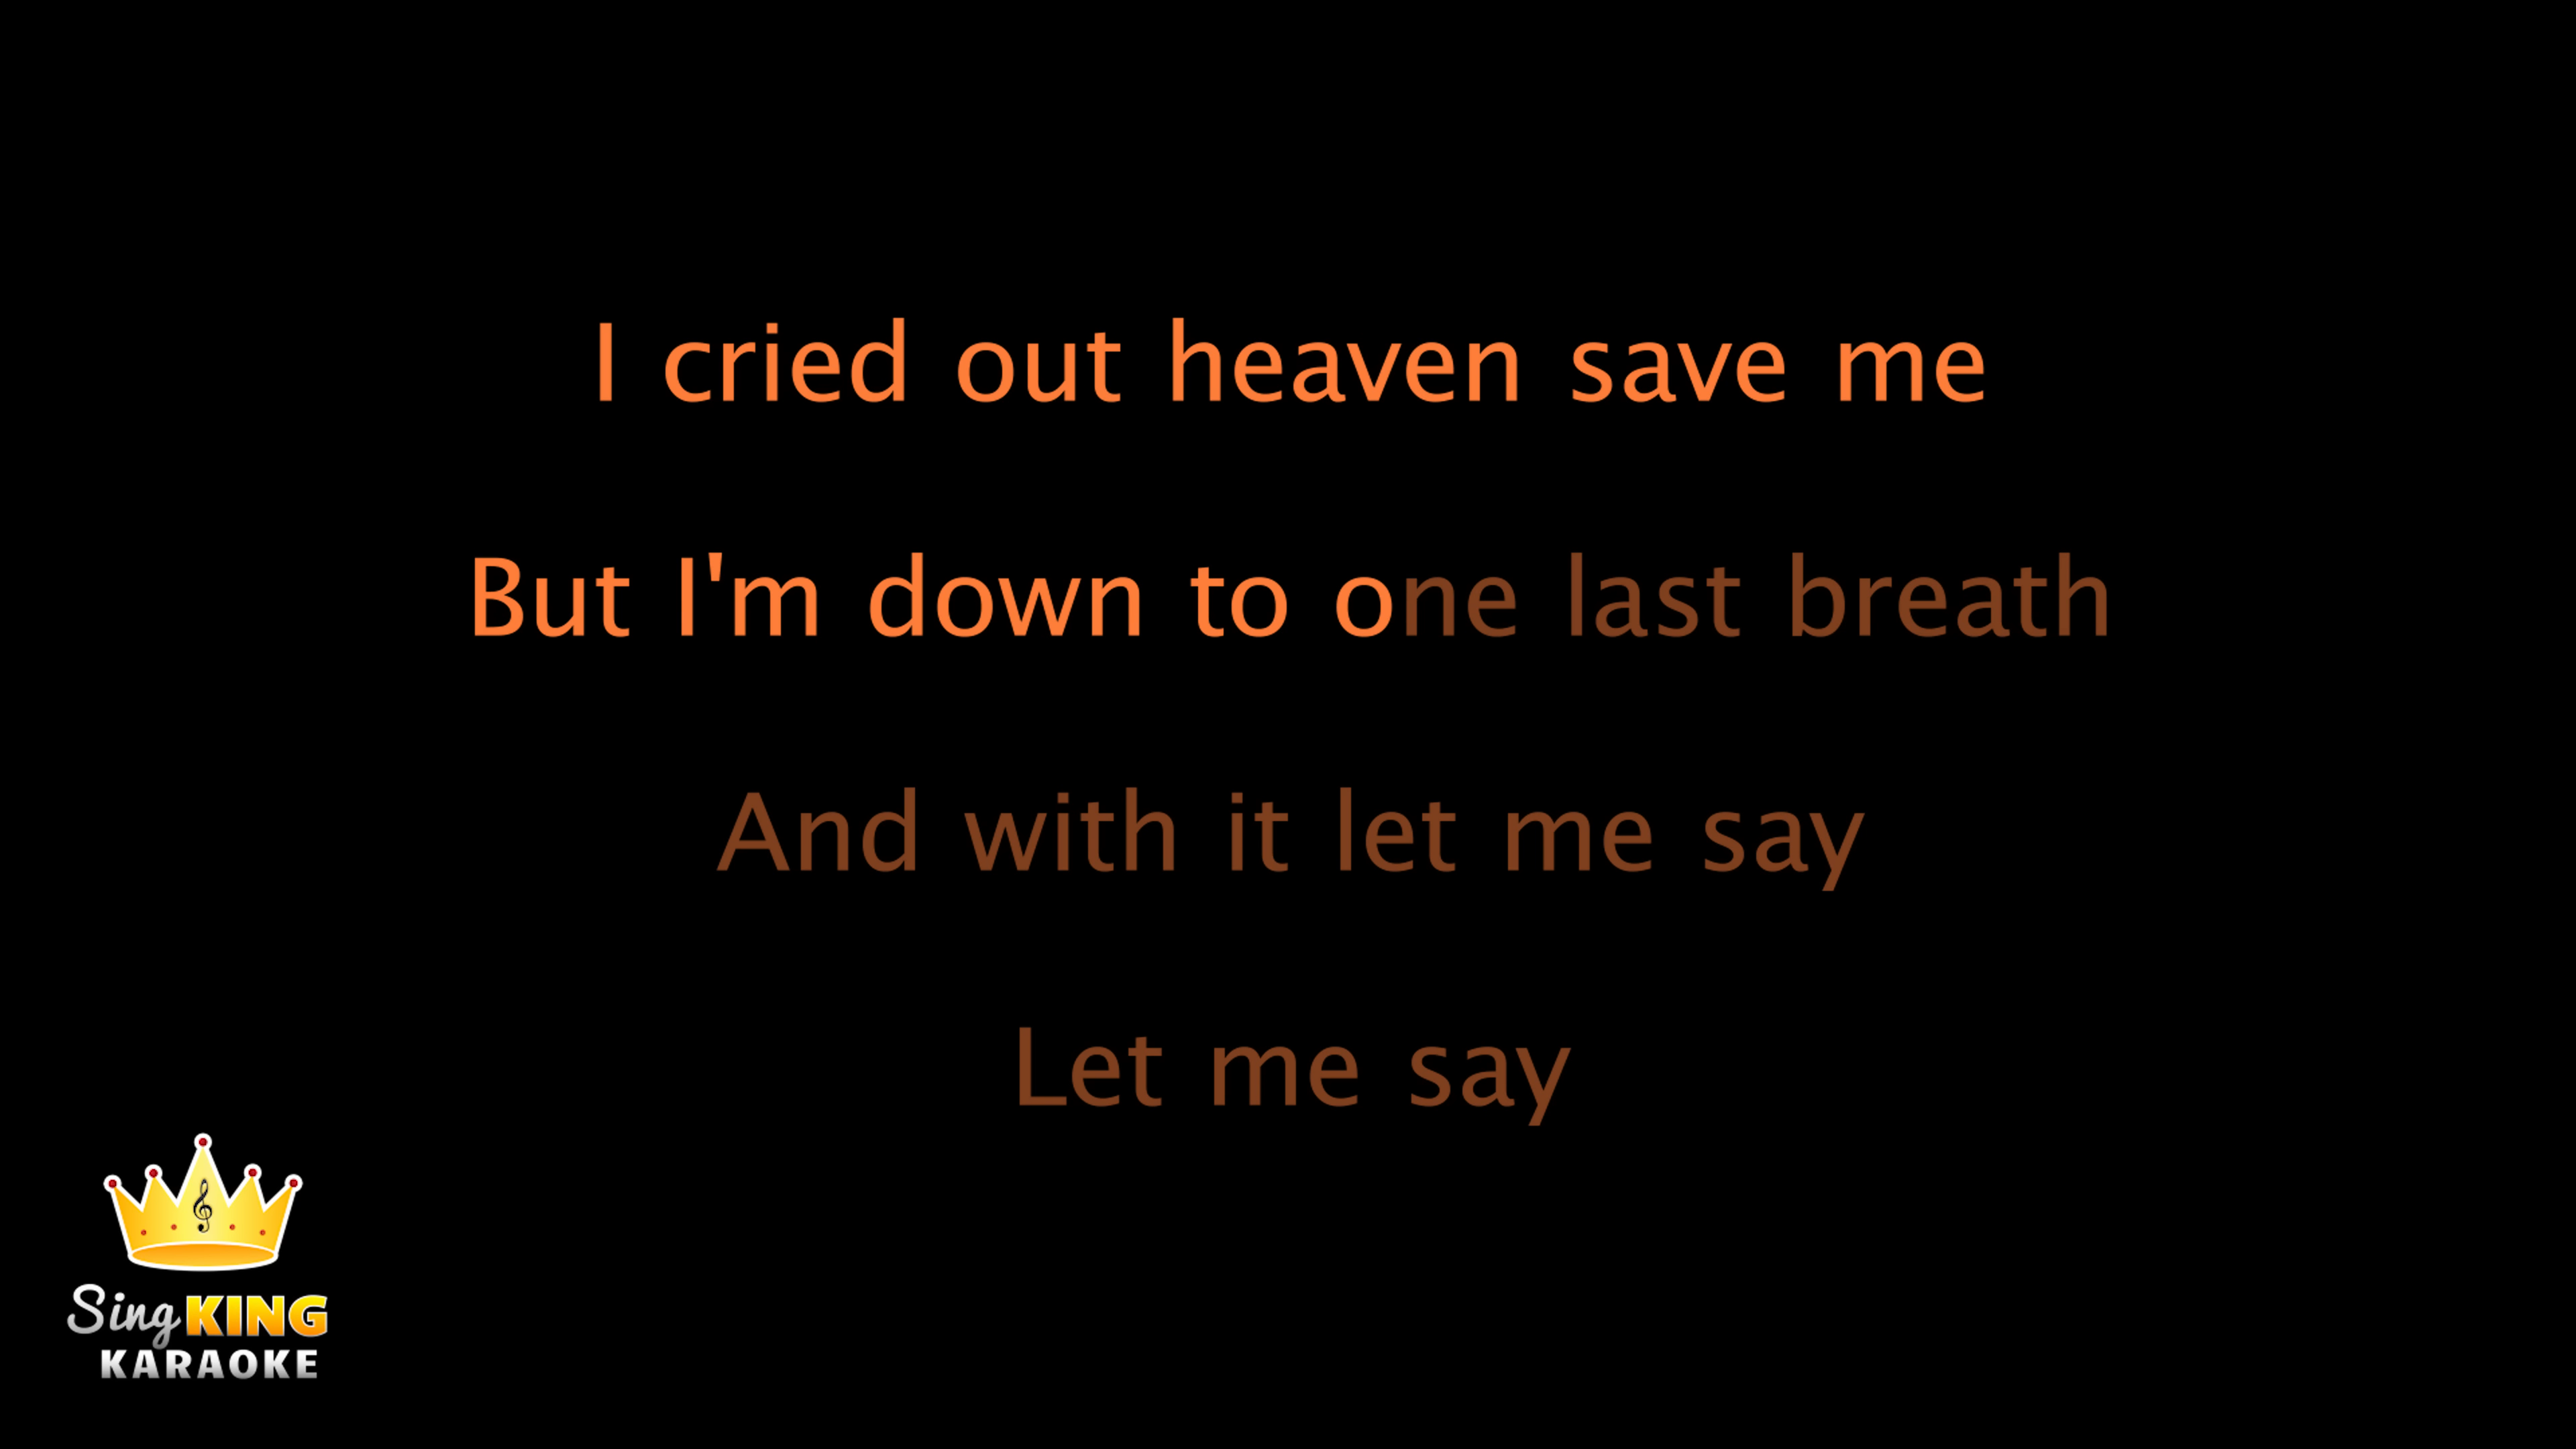 I cried out heaven save me
But I'm down to one last breath
And with it let me say
Let me say
Sing KING
KARAOKE